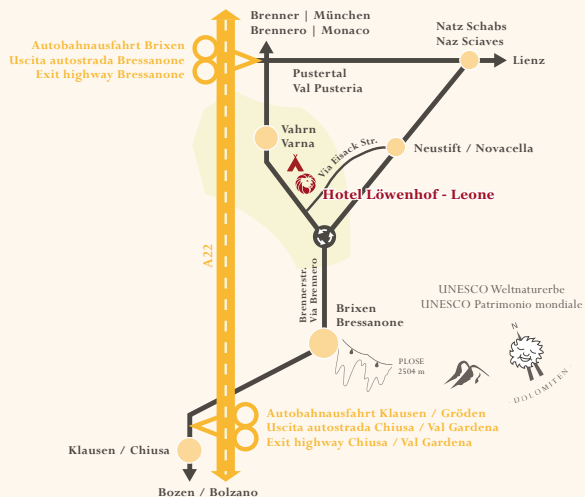 Brenner | München
Brennero | Monaco
Natz Schabs
Naz Sciaves
Autobahnausfahrt Brixen
Uscita autostrada Bressanone
Exit highway Bressanone
Lienz
Pustertal
Val Pusteria
Vahrn
Varna
Via Eisack Str.
Neustift / Novacella
Hotel Löwenhof - Leone
A22
Brennerstr.
Via Brennero
UNESCO Weltnaturerbe
UNESCO Patrimonio mondiale
Brixen
Bressanone
N
PLOSE
2504 m
DOLOMITEN
Autobahnausfahrt Klausen / Gröden
Uscita autostrada Chiusa / Val Gardena
Exit highway Chiusa / Val Gardena
Klausen / Chiusa
Bozen / Bolzano